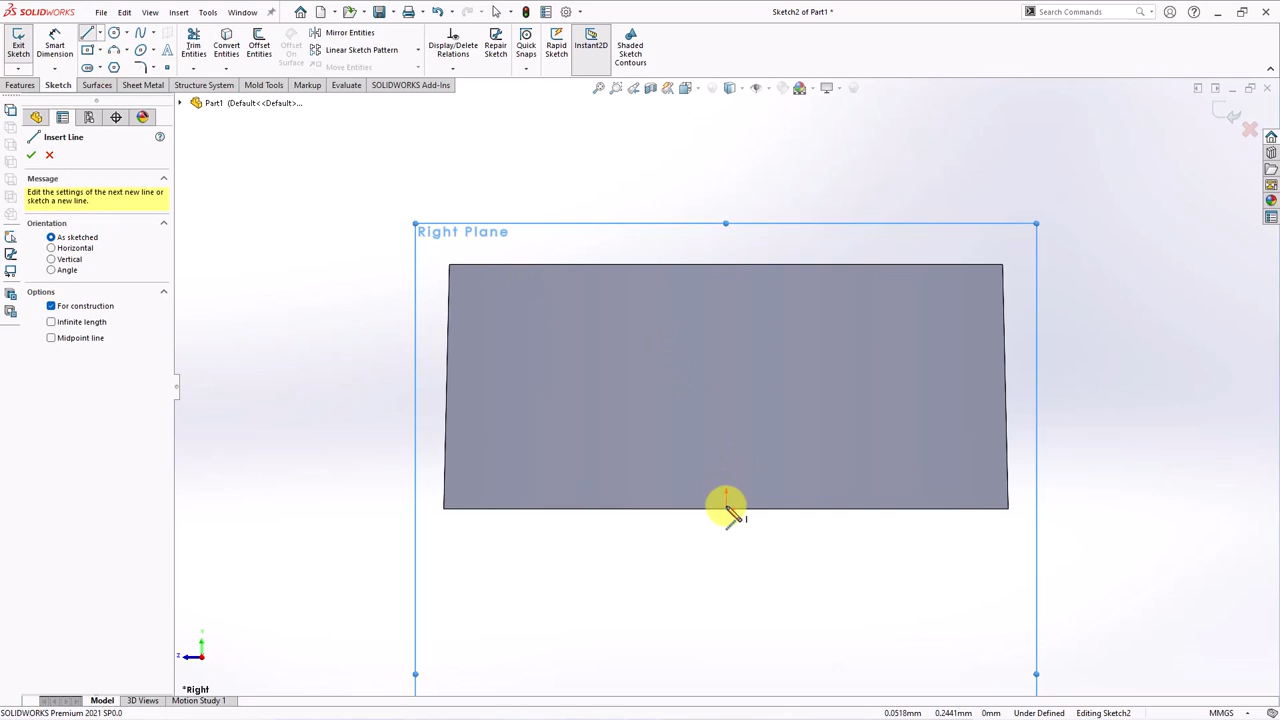 SOLIDWORKS
File
Edit
View
Insert
Tools
Window
Sketch2 of Part1 *
Search Commands
Exit Sketch
Smart Dimension
Trim Entities
Convert Entities
Offset Entities
Offset On Surface
Mirror Entities
Linear Sketch Pattern
Move Entities
Display/Delete Relations
Repair Sketch
Quick Snaps
Rapid Sketch
Instant2D
Shaded Sketch Contours
Features
Sketch
Surfaces
Sheet Metal
Structure System
Mold Tools
Markup
Evaluate
SOLIDWORKS Add-Ins
Part1 (Default<<Default>...
Insert Line
Message
Edit the settings of the next new line or
sketch a new line.
Orientation
As sketched
Horizontal
Vertical
Angle
Options
For construction
Infinite length
Midpoint line
Right Plane
Y
Z
*Right
Model
3D Views
Motion Study 1
SOLIDWORKS Premium 2021 SP0.0
0.0518mm
0.2441mm
0mm
Under Defined
Editing Sketch2
MMGS